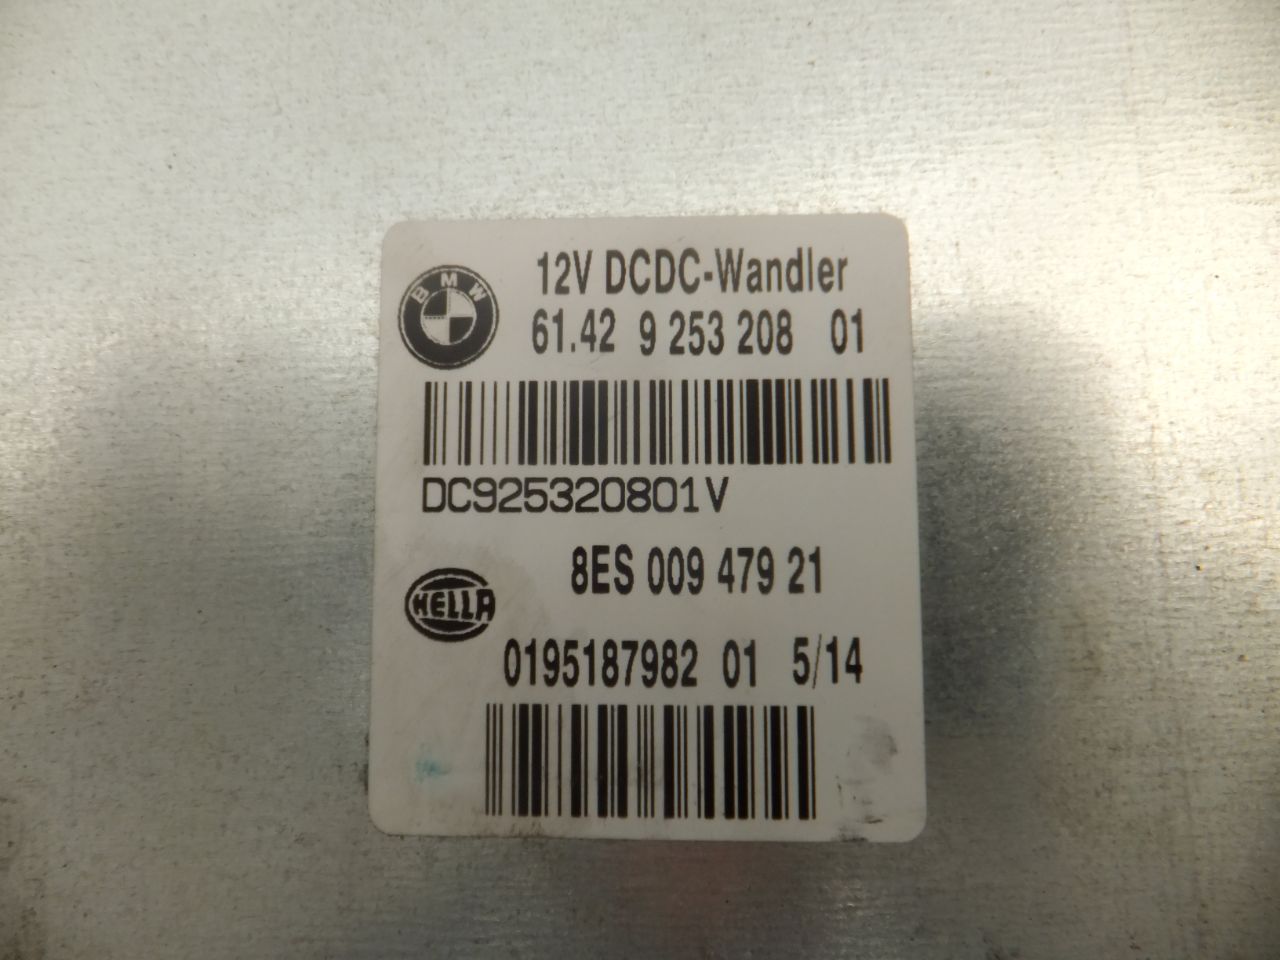 BMW
12V DCDC-Wandler
61.42 9 253 208 01
DC925320801V
8ES 009 479 21
HELLA
0195187982 01 5/14